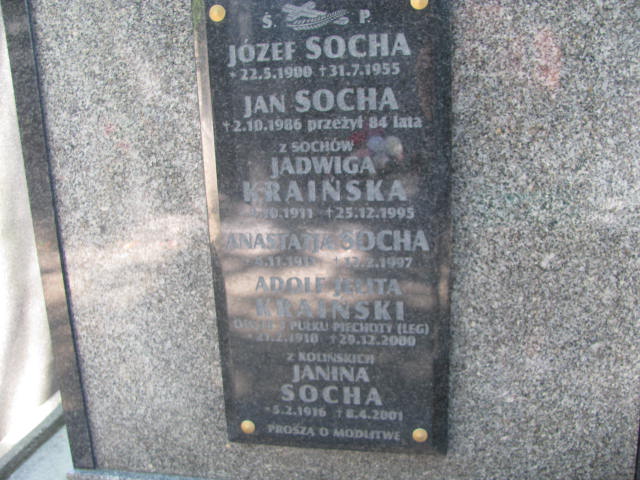 Ś. P.
JÓZEF SOCHA
*22.5.1900 †31.7.1955
JAN SOCHA
†2.10.1986 przeżył 84 lata
Z SOCHÓW
JADWIGA
KRAIŃSKA
†25.12.1995
ANASTAZJA SOCHA
ADOLF
KRAIŃSKI
PUŁKU PIECHOTY (LEG)
†20.12.2000
Z KOLIŃSKICH
JANINA
SOCHA
*5.2.1916 †8.4.2001
PROSZĄ O MODLITWĘ